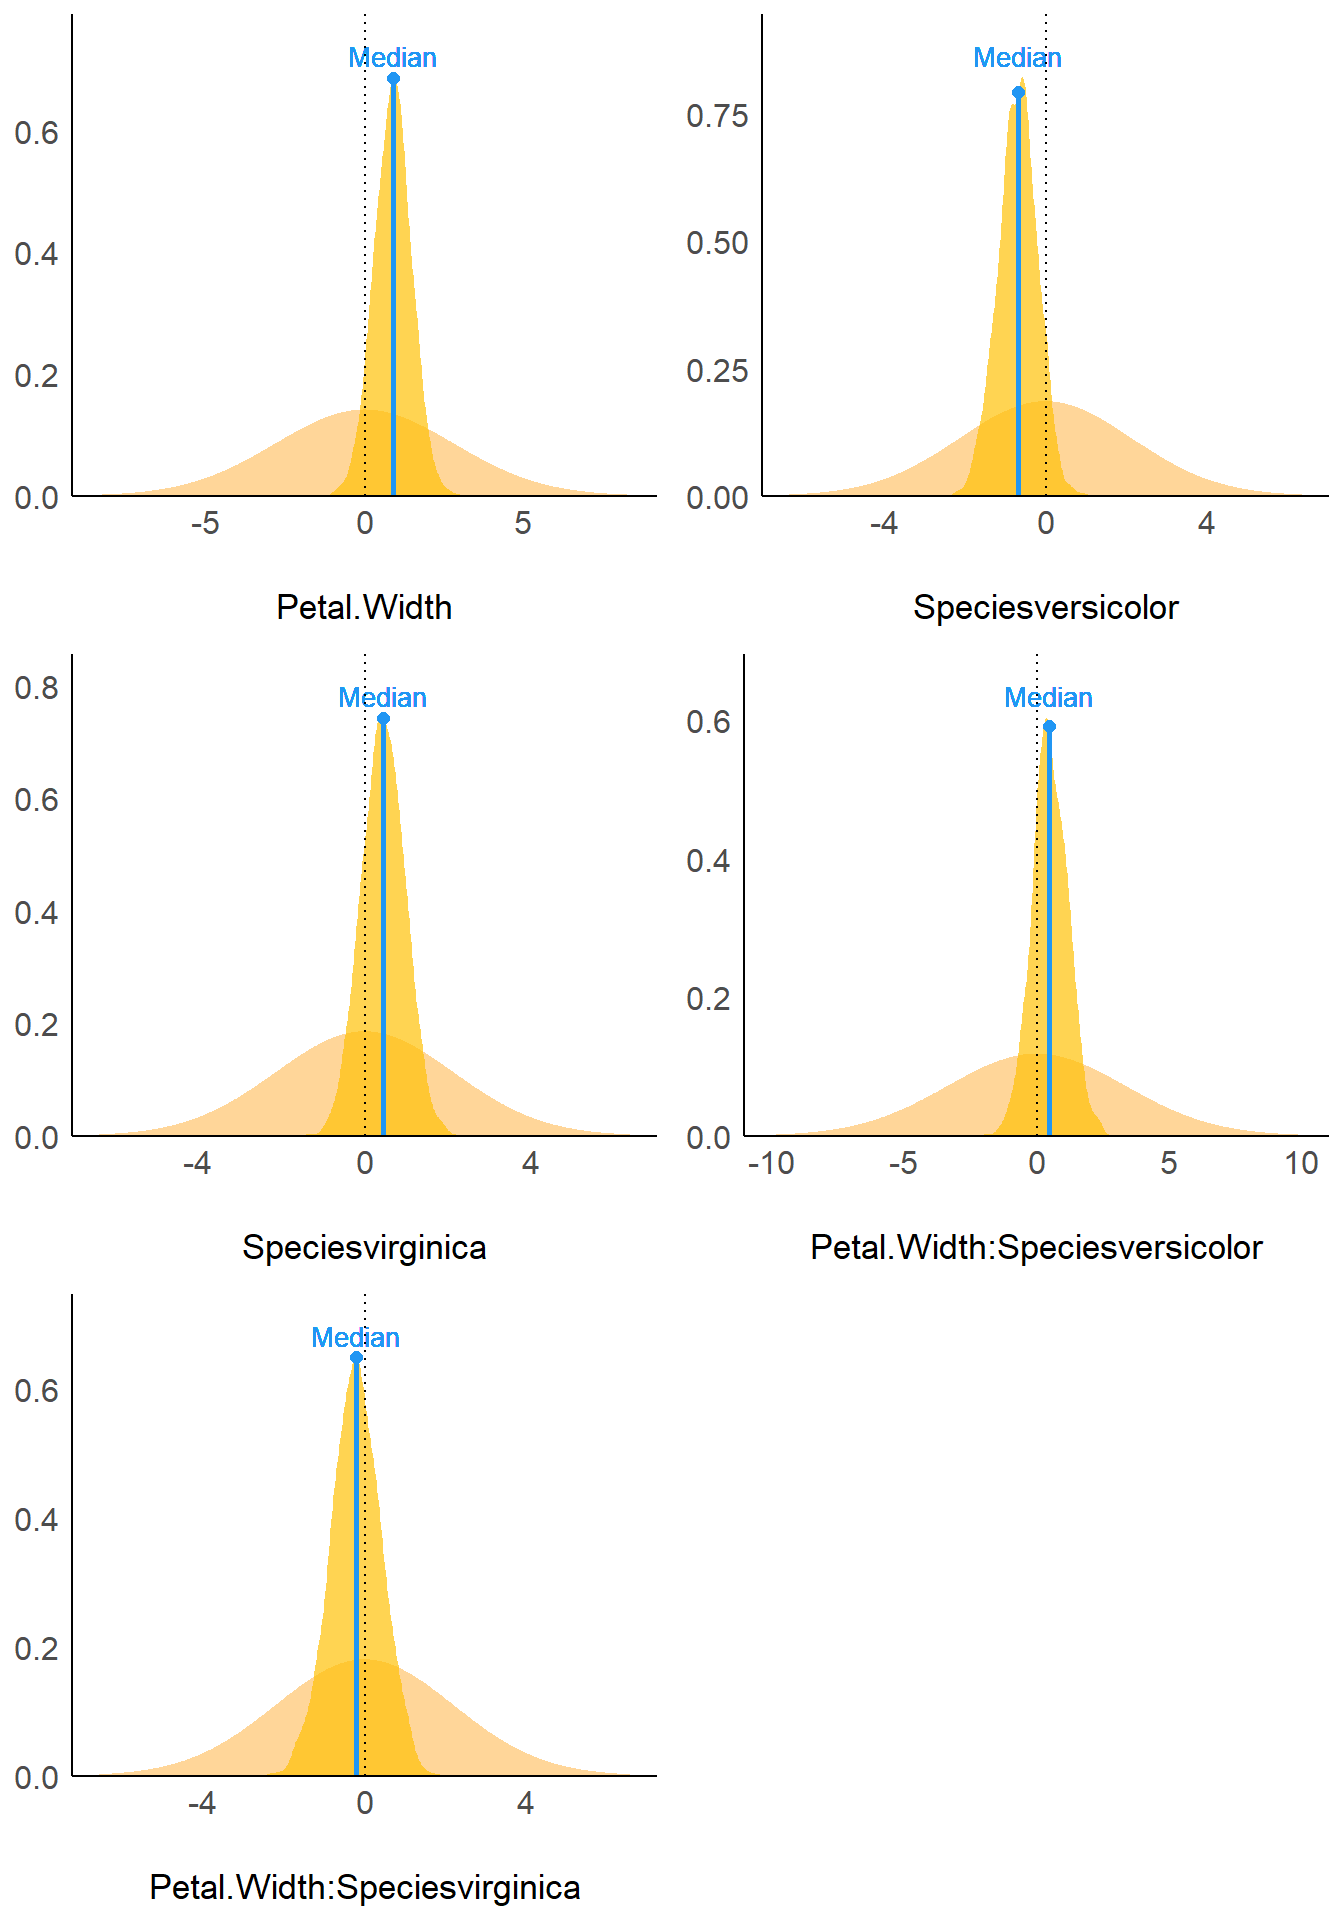 Median
0.6
0.4
0.2
0.0
-5 0 5
Petal.Width
Median
0.75
0.50
0.25
0.00
-4 0 4
Speciesversicolor
Median
0.8
0.6
0.4
0.2
0.0
-4 0 4
Speciesvirginica
Median
0.6
0.4
0.2
0.0
-10 -5 0 5 10
Petal.Width:Speciesversicolor
Median
0.6
0.4
0.2
0.0
-4 0 4
Petal.Width:Speciesvirginica